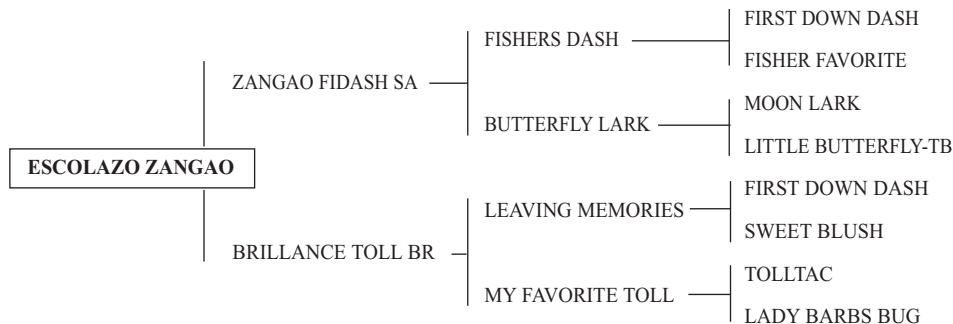 FIRST DOWN DASH
FISHERS DASH
FISHER FAVORITE
ZANGAO FIDASH SA
MOON LARK
BUTTERFLY LARK
LITTLE BUTTERFLY-TB
ESCOLAZO ZANGAO
FIRST DOWN DASH
LEAVING MEMORIES
SWEET BLUSH
BRILLANCE TOLL BR
TOLLTAC
MY FAVORITE TOLL
LADY BARBS BUG